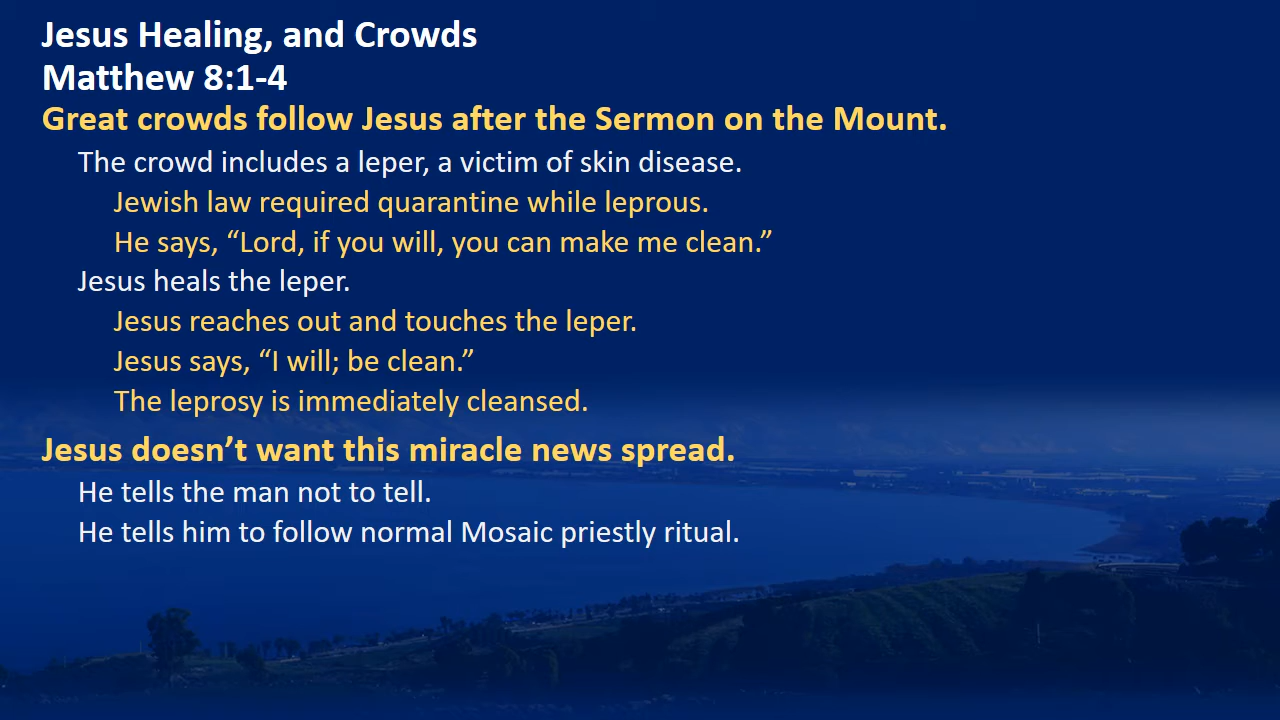 Jesus Healing, and Crowds
Matthew 8:1-4
Great crowds follow Jesus after the Sermon on the Mount.
The crowd includes a leper, a victim of skin disease.
Jewish law required quarantine while leprous.
He says, “Lord, if you will, you can make me clean.”
Jesus heals the leper.
Jesus reaches out and touches the leper.
Jesus says, “I will; be clean.”
The leprosy is immediately cleansed.
Jesus doesn’t want this miracle news spread.
He tells the man not to tell.
He tells him to follow normal Mosaic priestly ritual.